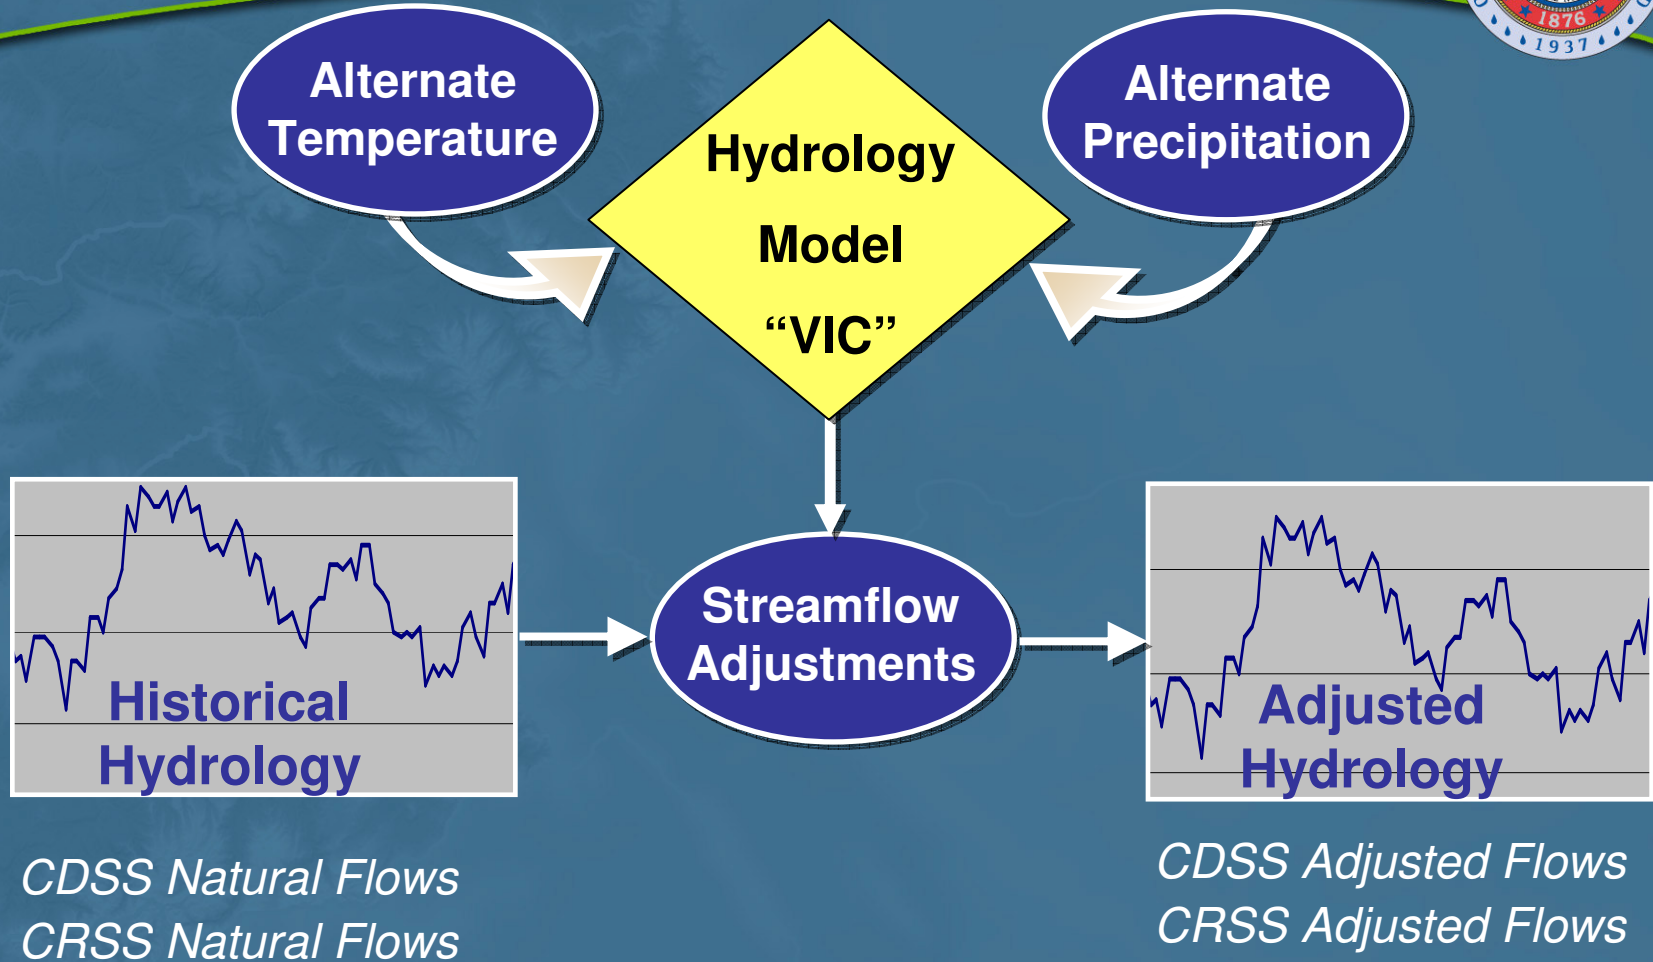 1876
1937
Alternate
Temperature
Hydrology
Model
“VIC”
Alternate
Precipitation
Historical
Hydrology
Streamflow
Adjustments
Adjusted
Hydrology
CDSS Natural Flows
CRSS Natural Flows
CDSS Adjusted Flows
CRSS Adjusted Flows